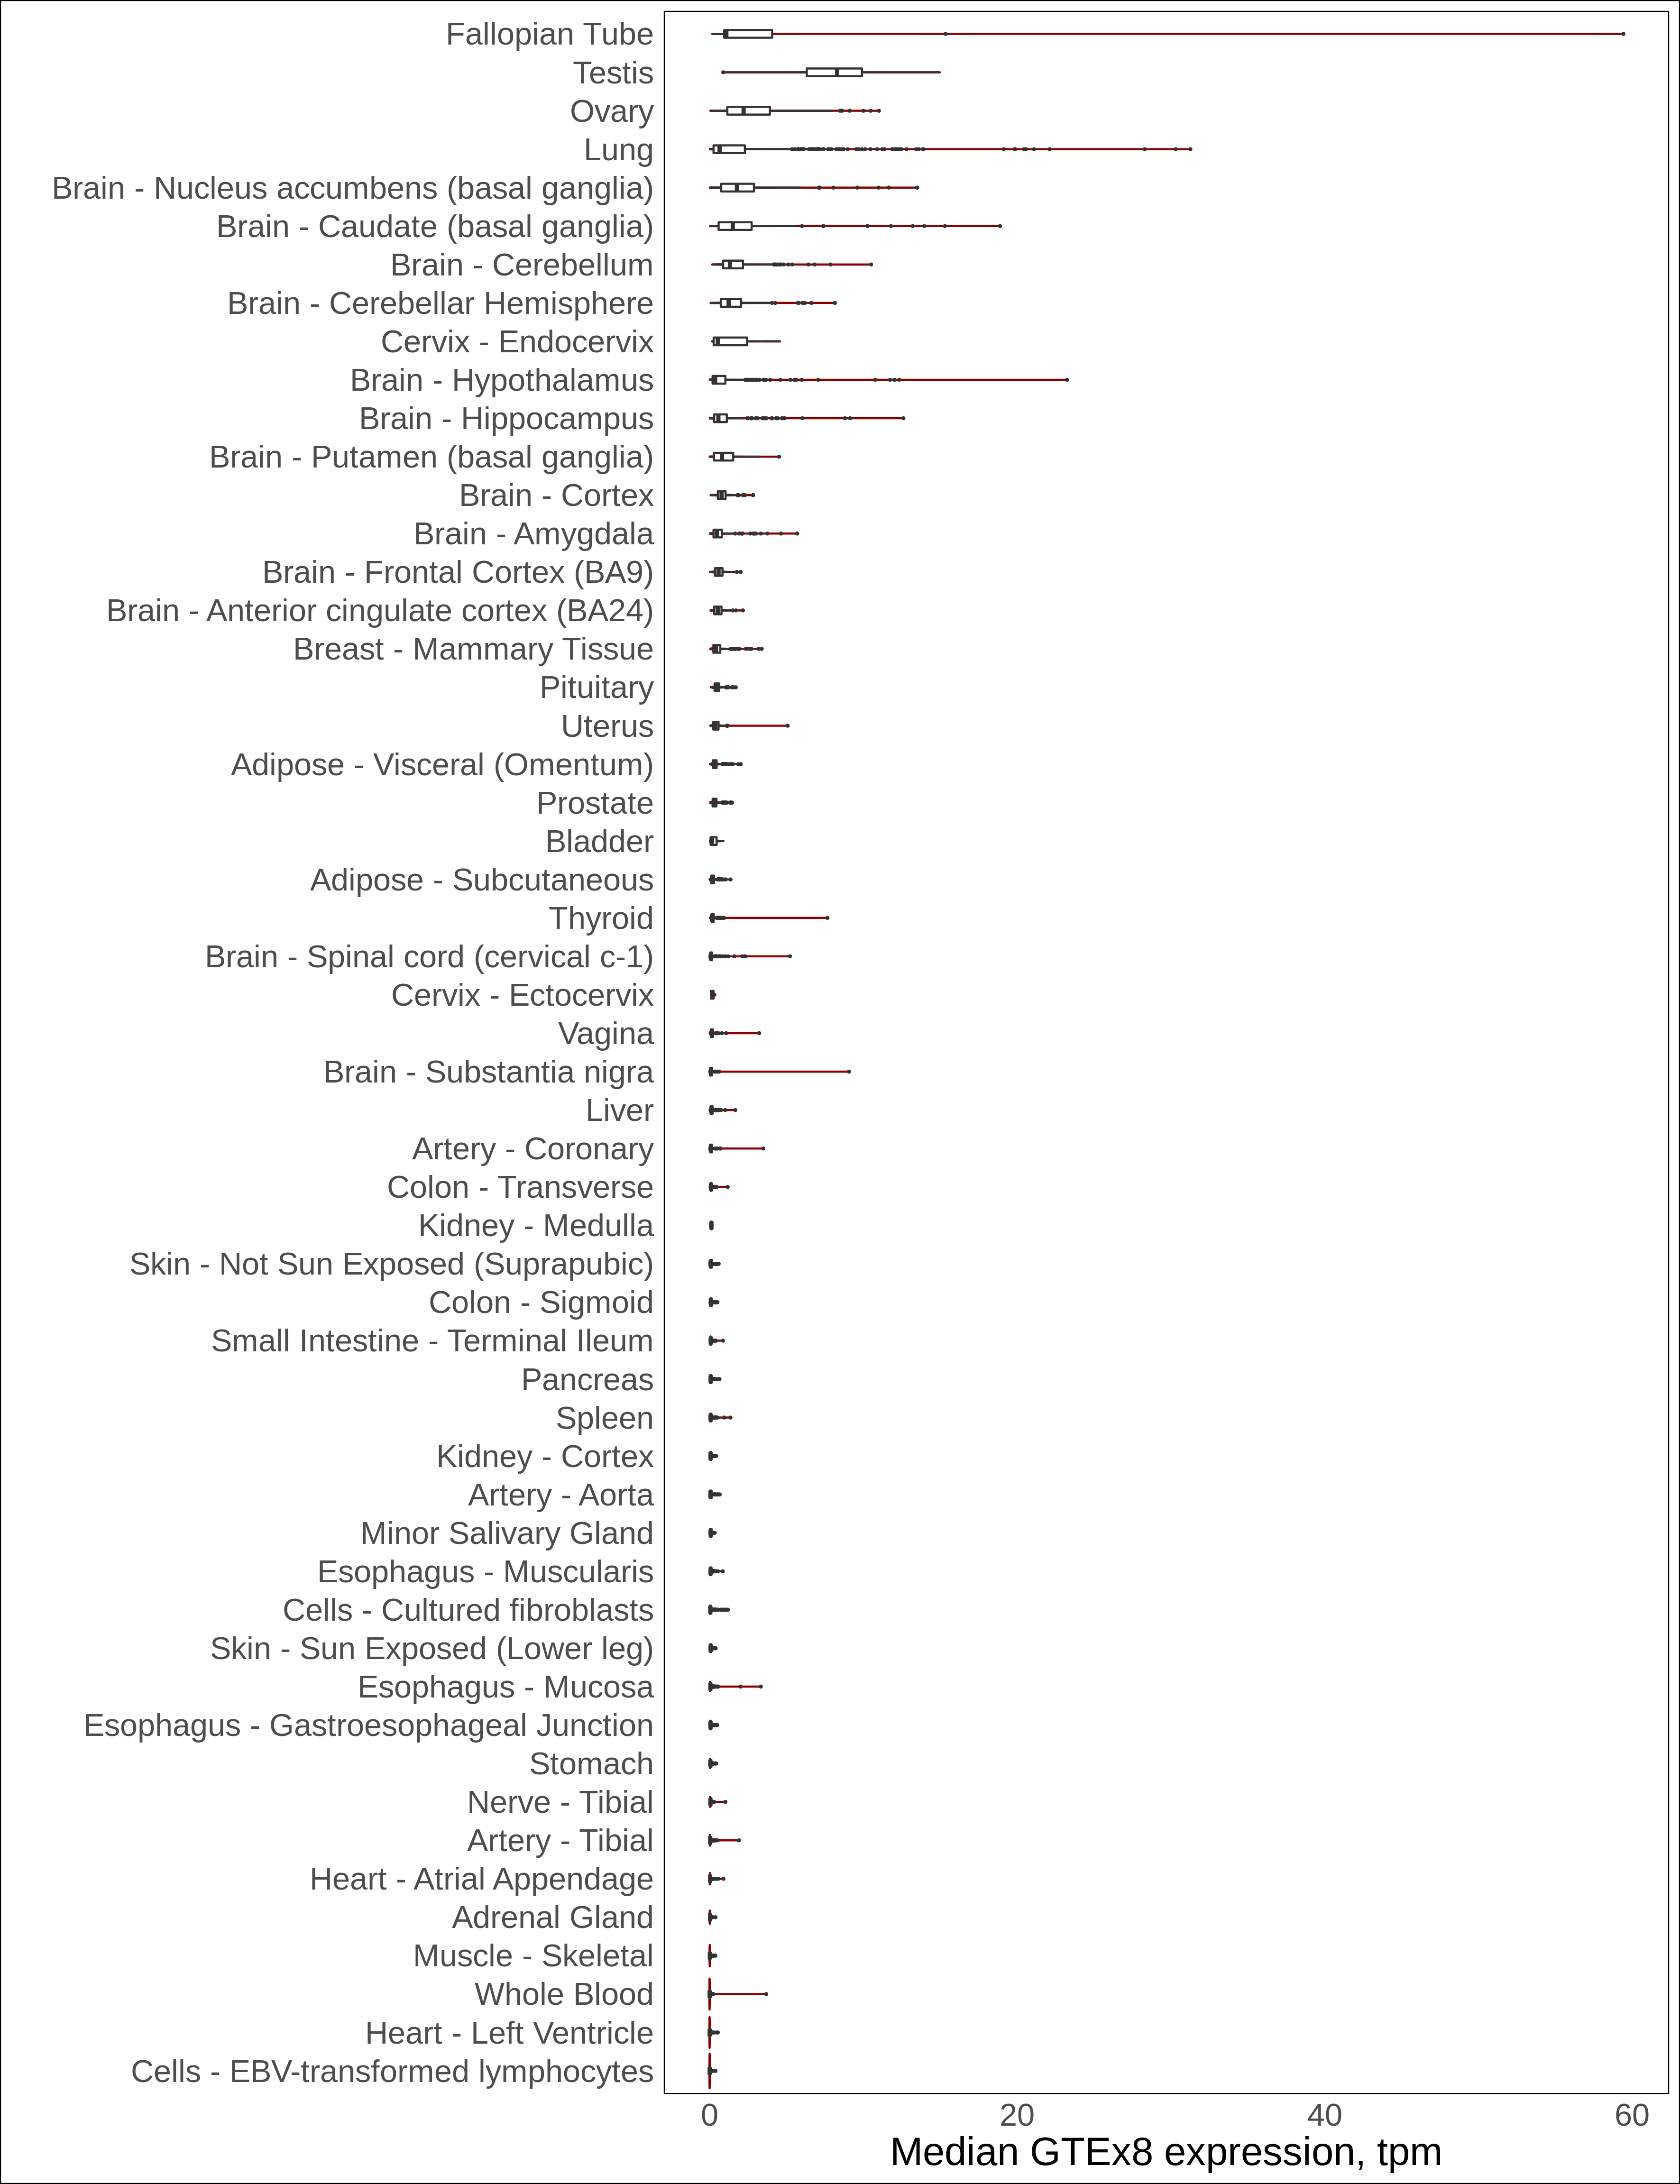 Fallopian Tube
Testis
Ovary
Lung
Brain - Nucleus accumbens (basal ganglia)
Brain - Caudate (basal ganglia)
Brain - Cerebellum
Brain - Cerebellar Hemisphere
Cervix - Endocervix
Brain - Hypothalamus
Brain - Hippocampus
Brain - Putamen (basal ganglia)
Brain - Cortex
Brain - Amygdala
Brain - Frontal Cortex (BA9)
Brain - Anterior cingulate cortex (BA24)
Breast - Mammary Tissue
Pituitary
Uterus
Adipose - Visceral (Omentum)
Prostate
Bladder
Adipose - Subcutaneous
Thyroid
Brain - Spinal cord (cervical c-1)
Cervix - Ectocervix
Vagina
Brain - Substantia nigra
Liver
Artery - Coronary
Colon - Transverse
Kidney - Medulla
Skin - Not Sun Exposed (Suprapubic)
Colon - Sigmoid
Small Intestine - Terminal Ileum
Pancreas
Spleen
Kidney - Cortex
Artery - Aorta
Minor Salivary Gland
Esophagus - Muscularis
Cells - Cultured fibroblasts
Skin - Sun Exposed (Lower leg)
Esophagus - Mucosa
Esophagus - Gastroesophageal Junction
Stomach
Nerve - Tibial
Artery - Tibial
Heart - Atrial Appendage
Adrenal Gland
Muscle - Skeletal
Whole Blood
Heart - Left Ventricle
Cells - EBV-transformed lymphocytes
0 20 40 60
Median GTEx8 expression, tpm